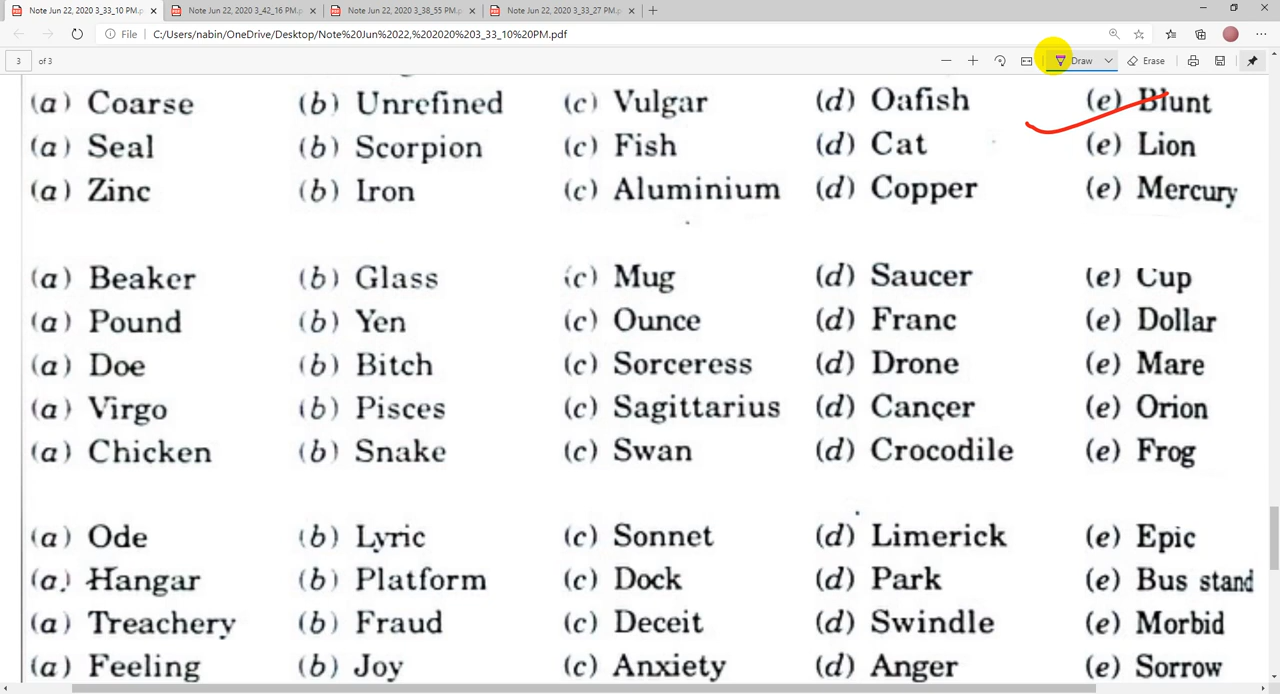 Note Jun 22, 2020 3_33_10 PM.p Note Jun 22, 2020 3_42_16 PM.p Note Jun 22, 2020 3_38_55 PM.p Note Jun 22, 2020 3_33_27 PM.p
File C:/Users/nabin/OneDrive/Desktop/Note%20Jun%2022,%202020%203_33_10%20PM.pdf
3 of 3 Draw Erase
(a) Coarse (b) Unrefined (c) Vulgar (d) Oafish (e) Blunt
(a) Seal (b) Scorpion (c) Fish (d) Cat (e) Lion
(a) Zinc (b) Iron (c) Aluminium (d) Copper (e) Mercury
(a) Beaker (b) Glass (c) Mug (d) Saucer (e) Cup
(a) Pound (b) Yen (c) Ounce (d) Franc (e) Dollar
(a) Doe (b) Bitch (c) Sorceress (d) Drone (e) Mare
(a) Virgo (b) Pisces (c) Sagittarius (d) Cancer (e) Orion
(a) Chicken (b) Snake (c) Swan (d) Crocodile (e) Frog
(a) Ode (b) Lyric (c) Sonnet (d) Limerick (e) Epic
(a) Hangar (b) Platform (c) Dock (d) Park (e) Bus stand
(a) Treachery (b) Fraud (c) Deceit (d) Swindle (e) Morbid
(a) Feeling (b) Joy (c) Anxiety (d) Anger (e) Sorrow